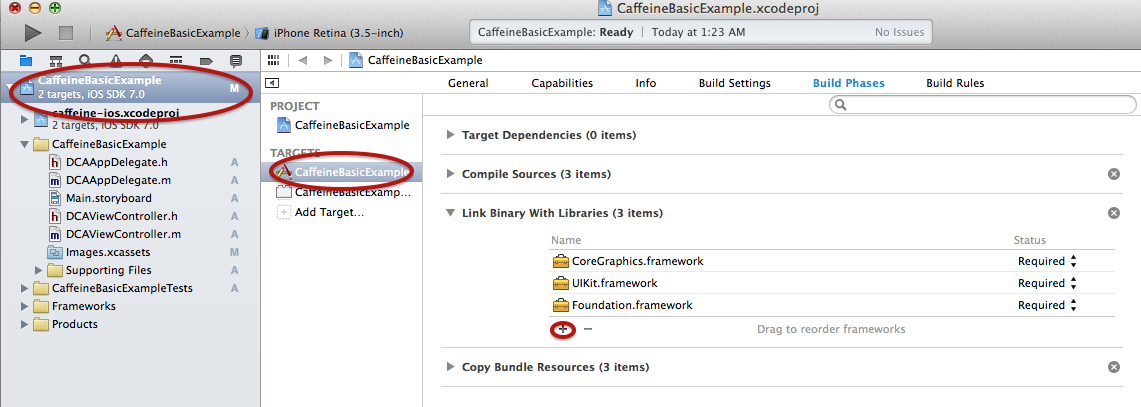 CaffeineBasicExample.xcodeproj
CaffeineBasicExample iPhone Retina (3.5-inch)
CaffeineBasicExample: Ready Today at 1:23 AM No Issues
CaffeineBasicExample M
2 targets, iOS SDK 7.0
caffeine-ios.xcodeproj
2 targets, iOS SDK 7.0
CaffeineBasicExample
DCAAppDelegate.h A
DCAAppDelegate.m A
Main.storyboard A
DCAViewController.h A
DCAViewController.m A
Images.xcassets M
Supporting Files A
CaffeineBasicExampleTests A
Frameworks
Products
CaffeineBasicExample
General Capabilities Info Build Settings Build Phases Build Rules
PROJECT
CaffeineBasicExample
TARGETS
CaffeineBasicExample
CaffeineBasicExamp...
Add Target...
Target Dependencies (0 items)
Compile Sources (3 items)
Link Binary With Libraries (3 items)
Name Status
CoreGraphics.framework Required
UIKit.framework Required
Foundation.framework Required
+ − Drag to reorder frameworks
Copy Bundle Resources (3 items)